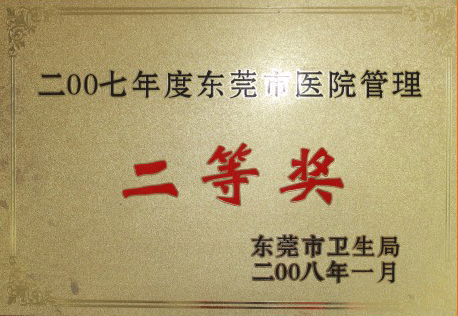 二00七年度东莞市医院管理
二等奖
东莞市卫生局
二00八年一月